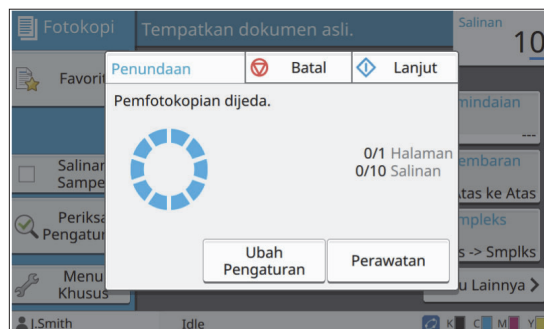 Fotokopi
Tempatkan dokumen asli.
Salinan
10
Favorit
Penundaan
Batal
Lanjut
Pemfotokopian dijeda.
0/1 Halaman
0/10 Salinan
mindaian
---
Salinan
Sampe
embaran
Atas ke Atas
Periksa
Pengatur
mpleks
s -> Smplks
Ubah
Pengaturan
Perawatan
Menu
Khusus
u Lainnya >
J.Smith
Idle
K C M Y